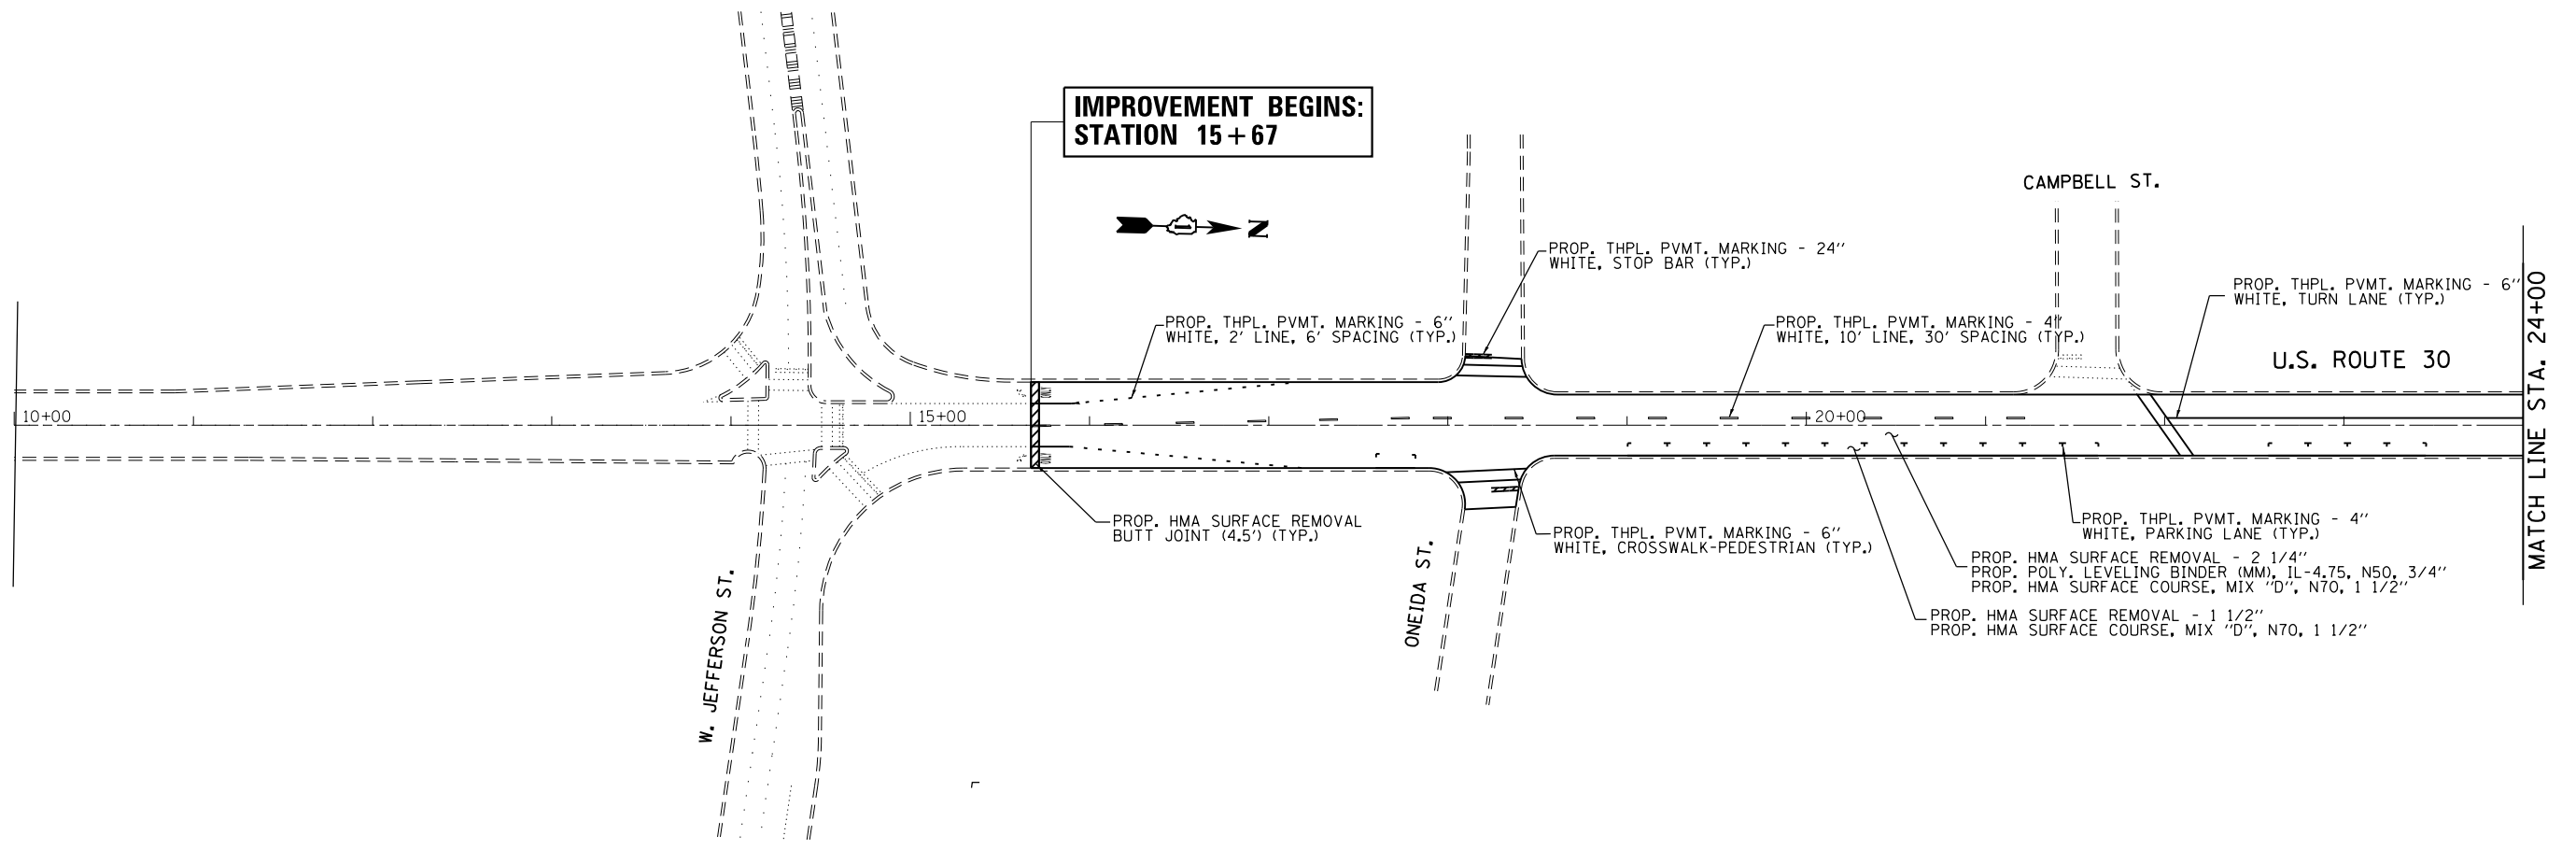 IMPROVEMENT BEGINS:
STATION 15+67
N
CAMPBELL ST.
PROP. THPL. PVMT. MARKING - 24"
WHITE, STOP BAR (TYP.)
PROP. THPL. PVMT. MARKING - 6"
WHITE, TURN LANE (TYP.)
PROP. THPL. PVMT. MARKING - 6"
WHITE, 2' LINE, 6' SPACING (TYP.)
PROP. THPL. PVMT. MARKING - 4"
WHITE, 10' LINE, 30' SPACING (TYP.)
U.S. ROUTE 30
MATCH LINE STA. 24+00
10+00
15+00
20+00
PROP. HMA SURFACE REMOVAL
BUTT JOINT (4.5') (TYP.)
PROP. THPL. PVMT. MARKING - 6"
WHITE, CROSSWALK-PEDESTRIAN (TYP.)
PROP. THPL. PVMT. MARKING - 4"
WHITE, PARKING LANE (TYP.)
PROP. HMA SURFACE REMOVAL - 2 1/4"
PROP. POLY. LEVELING BINDER (MM), IL-4.75, N50, 3/4"
PROP. HMA SURFACE COURSE, MIX "D", N70, 1 1/2"
PROP. HMA SURFACE REMOVAL - 1 1/2"
PROP. HMA SURFACE COURSE, MIX "D", N70, 1 1/2"
W. JEFFERSON ST.
ONEIDA ST.